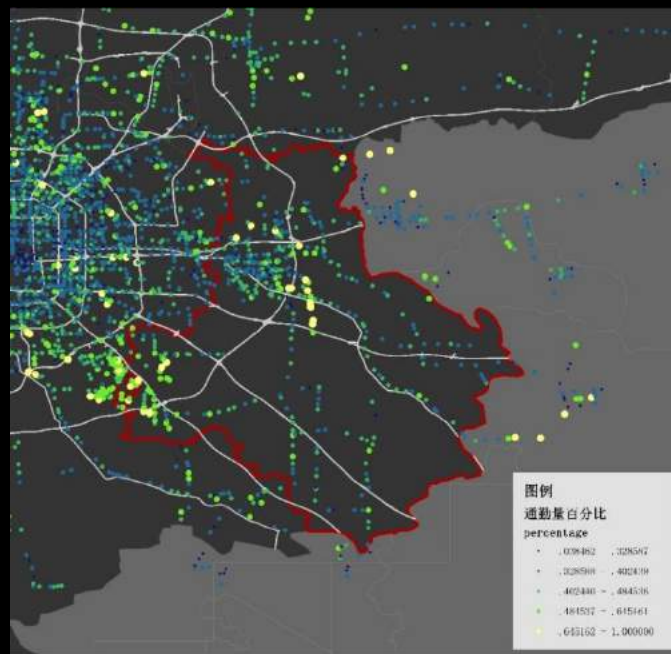 图例
通勤量百分比
percentage
.038462 - .328587
.328588 - .402439
.402440 - .484536
.484537 - .645161
.645162 - 1.000000